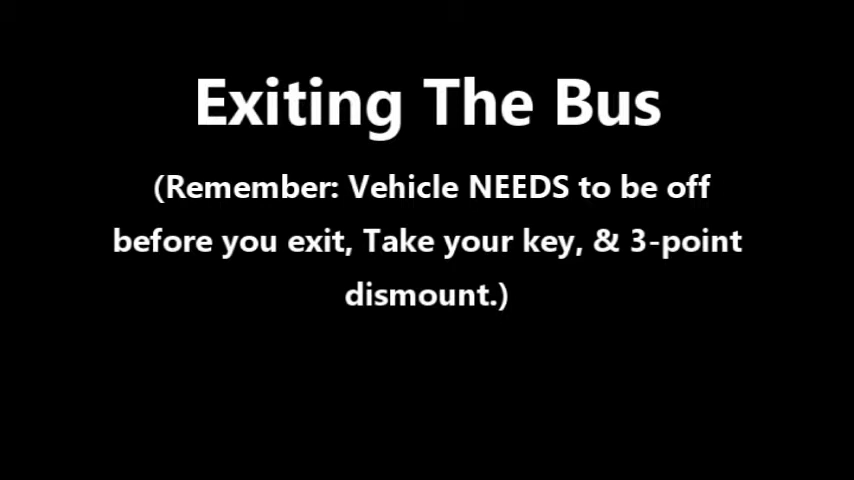 Exiting The Bus
(Remember: Vehicle NEEDS to be off
before you exit, Take your key, & 3-point
dismount.)